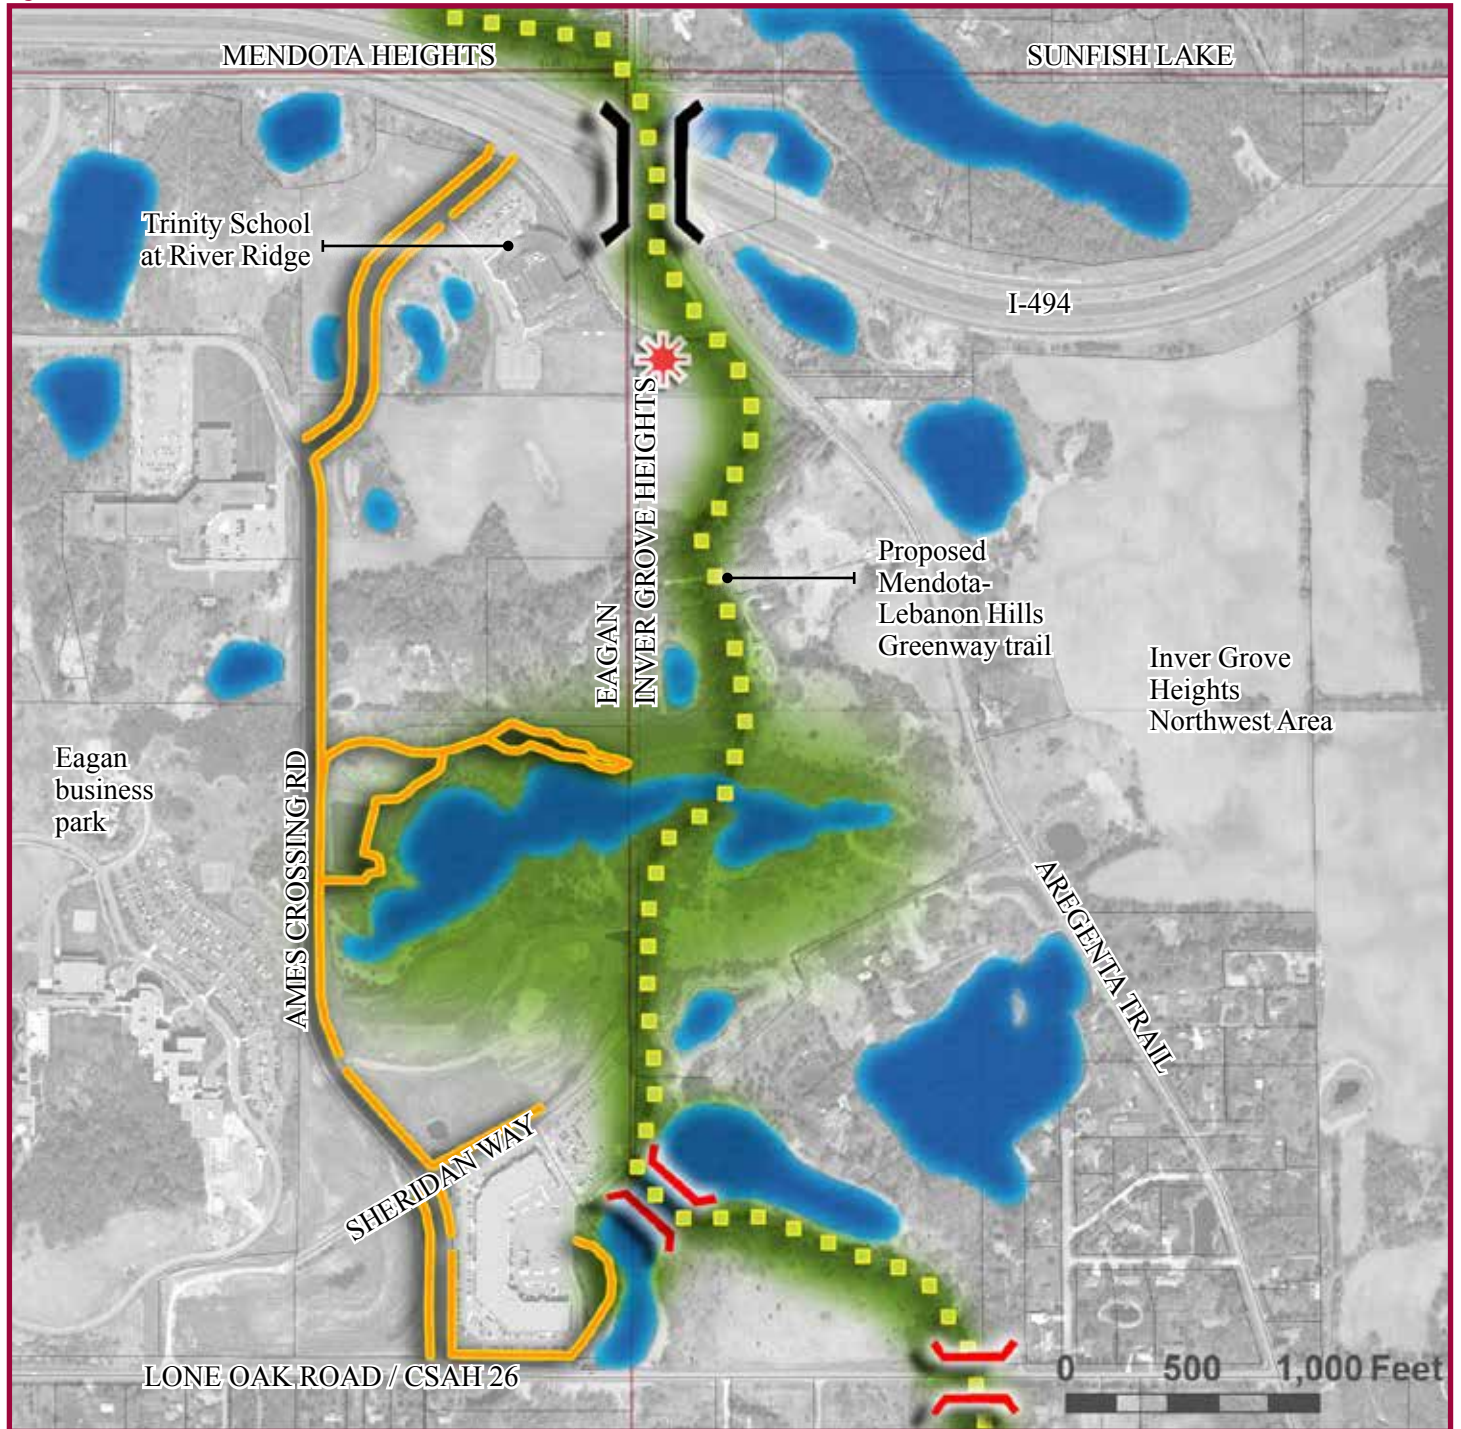 MENDOTA HEIGHTS
SUNFISH LAKE
Trinity School
at River Ridge
I-494
EAGAN
INVER GROVE HEIGHTS
Proposed
Mendota-
Lebanon Hills
Greenway trail
Inver Grove
Heights
Northwest Area
Eagan
business
park
AMES CROSSING RD
AREGENTA TRAIL
SHERIDAN WAY
LONE OAK ROAD / CSAH 26
0 500 1,000 Feet